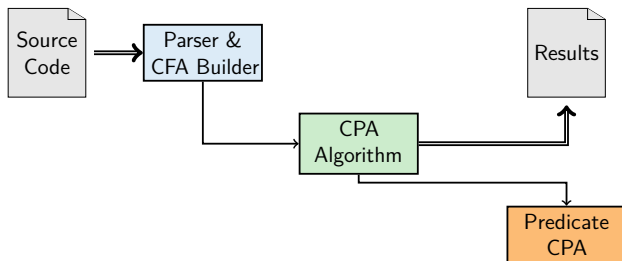 Source
Code
Parser &
CFA Builder
Results
CPA
Algorithm
Predicate
CPA